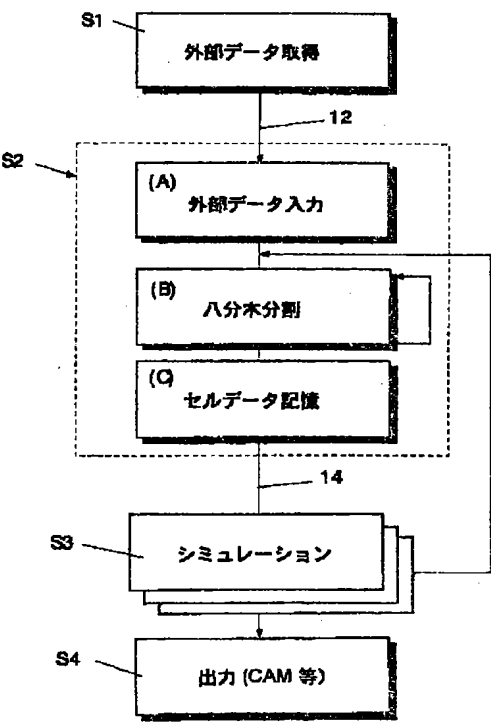 S1
外部データ取得
12
S2
(A)
外部データ入力
(B)
八分木分割
(C)
セルデータ記憶
14
S3
シミュレーション
S4
出力 (CAM 等)